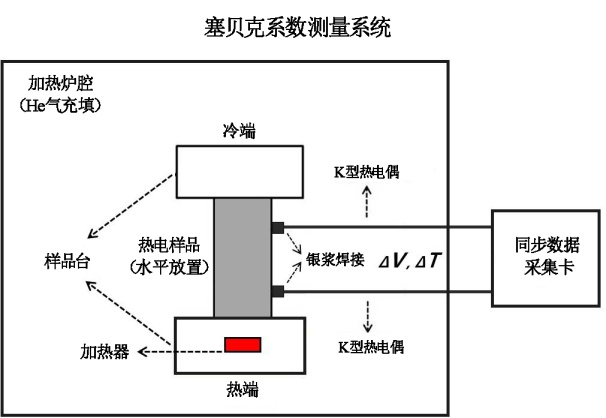 塞贝克系数测量系统
加热炉腔
(He气充填)
冷端
K型热电偶
样品台
热电样品
(水平放置)
银浆焊接
ΔV, ΔT
同步数据
采集卡
加热器
K型热电偶
热端